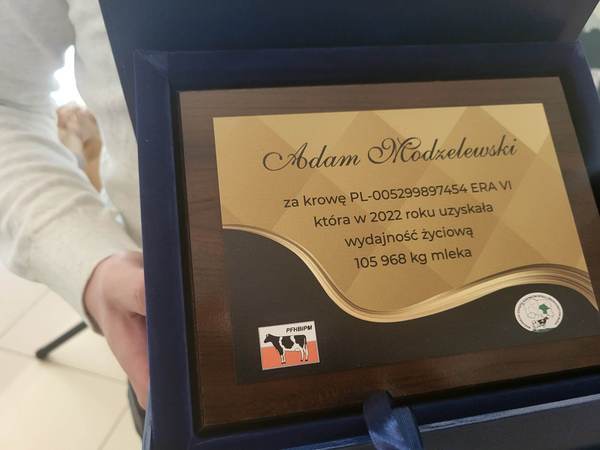 Adam Modzelewski
za krowę PL-005299897454 ERA VI
która w 2022 roku uzyskała
wydajność życiową
105 968 kg mleka
PFHBIPM